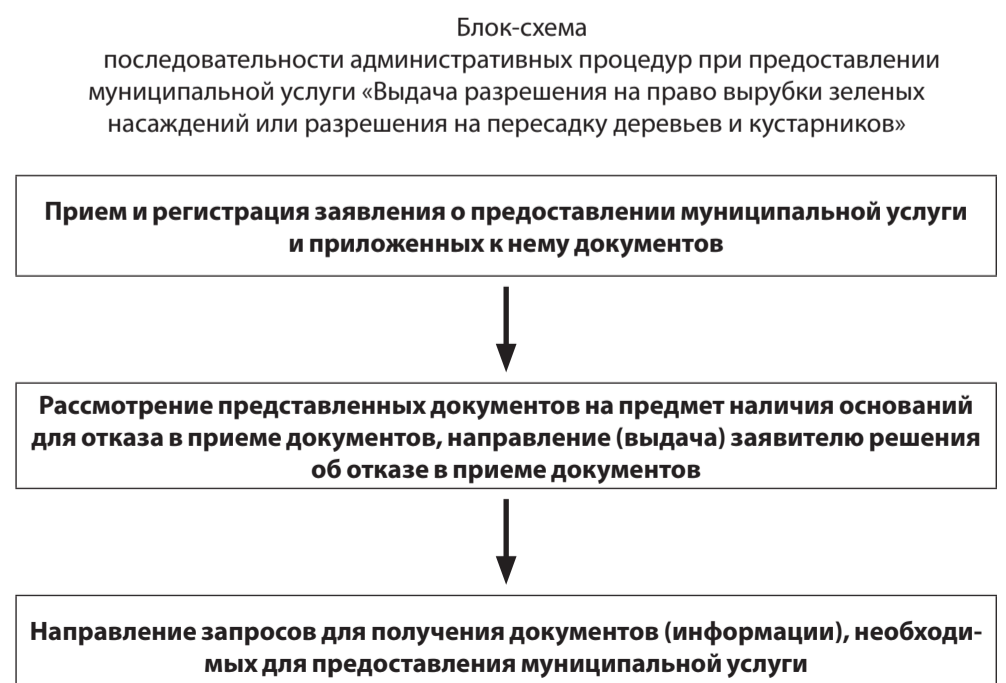 Блок-схема
последовательности административных процедур при предоставлении
муниципальной услуги «Выдача разрешения на право вырубки зеленых
насаждений или разрешения на пересадку деревьев и кустарников»
Прием и регистрация заявления о предоставлении муниципальной услуги
и приложенных к нему документов
Рассмотрение представленных документов на предмет наличия оснований
для отказа в приеме документов, направление (выдача) заявителю решения
об отказе в приеме документов
Направление запросов для получения документов (информации), необходи-
мых для предоставления муниципальной услуги